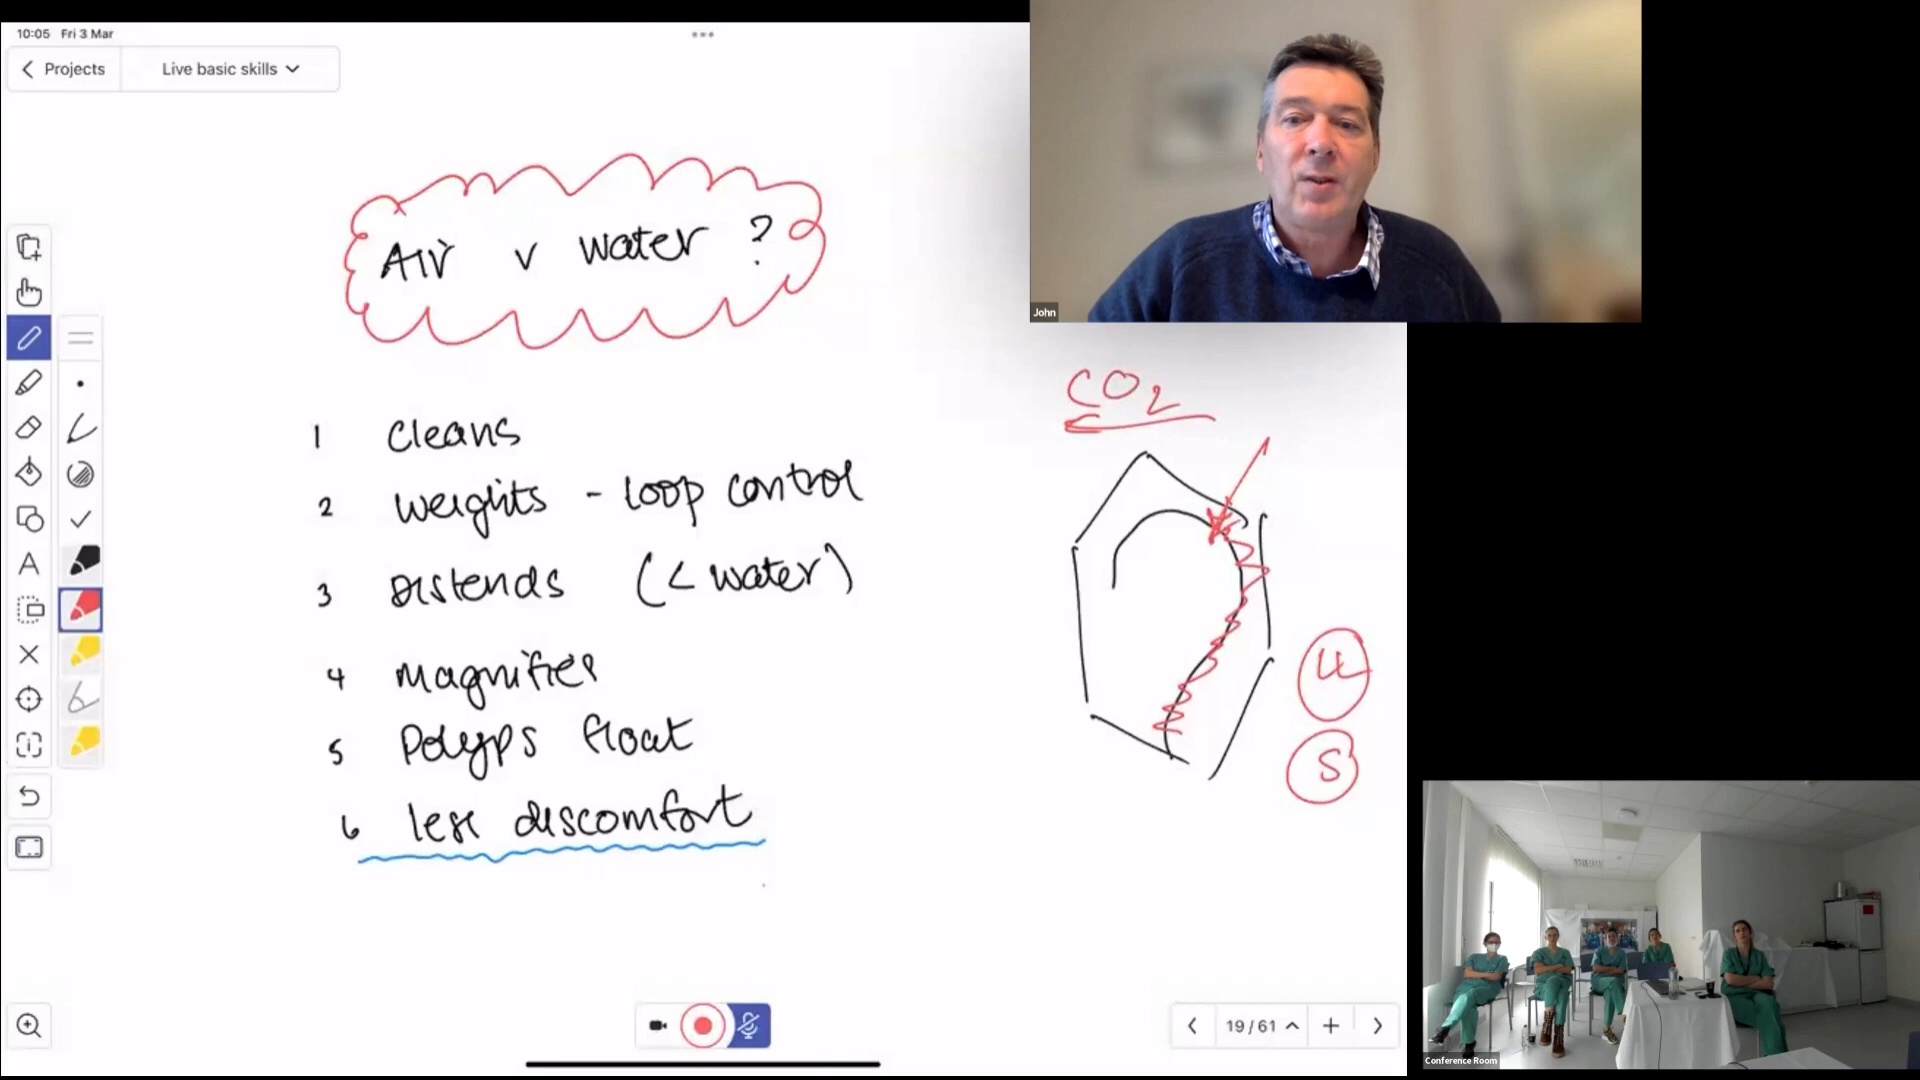 10:05 Fri 3 Mar
Projects
Live basic skills
Air v water ?
1 cleans
2 weights - loop control
3 Distends (< water)
4 Magnifies
5 Polyps float
6 less discomfort
CO2
LL
S
A
19/61
John
Conference Room